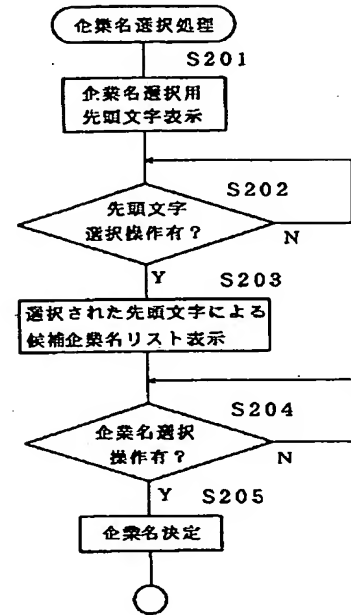 企業名選択処理
S201
企業名選択用
先頭文字表示
S202
先頭文字
選択操作有?
N
Y
S203
選択された先頭文字による
候補企業名リスト表示
S204
企業名選択
操作有?
N
Y
S205
企業名決定